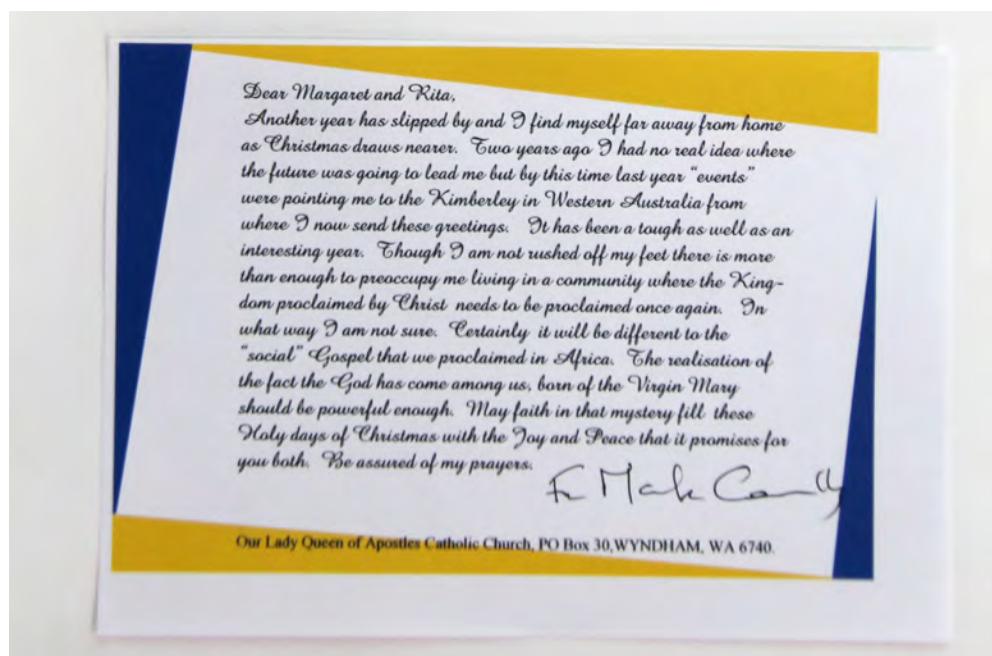 Dear Margaret and Rita,
Another year has slipped by and I find myself far away from home
as Christmas draws nearer. Two years ago I had no real idea where
the future was going to lead me but by this time last year "events"
were pointing me to the Kimberley in Western Australia from
where I now send these greetings. It has been a tough as well as an
interesting year. Though I am not rushed off my feet there is more
than enough to preoccupy me living in a community where the King-
dom proclaimed by Christ needs to be proclaimed once again. In
what way I am not sure. Certainly it will be different to the
"social" Gospel that we proclaimed in Africa. The realisation of
the fact the God has come among us, born of the Virgin Mary
should be powerful enough. May faith in that mystery fill these
Holy days of Christmas with the Joy and Peace that it promises for
you both. Be assured of my prayers.
Fr Mark
Our Lady Queen of Apostles Catholic Church, PO Box 30,WYNDHAM, WA 6740.